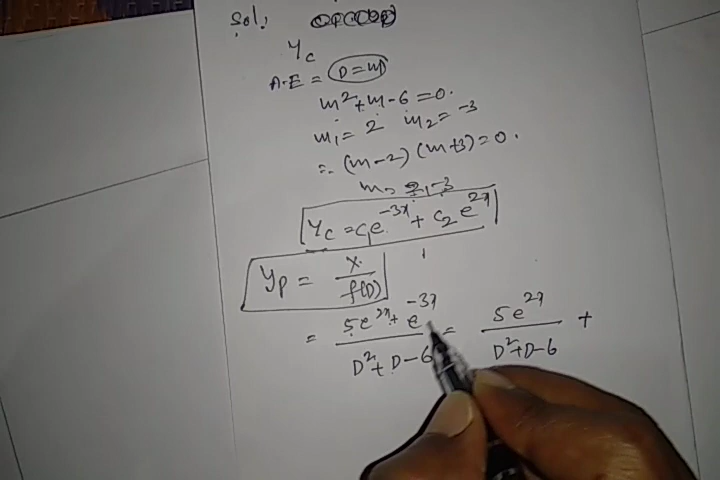 Sol:
Yc
A.E = D=m
m²+m-6=0.
m₁= 2 m₂= -3
∴ (m-2) (m+3)=0.
m= 2,-3
Yc = c₁e^-3x + c₂e^2x
yp = X/f(D)
= 5e^2x + e^-3x / D²+D-6 = 5e^2x / D²+D-6 +